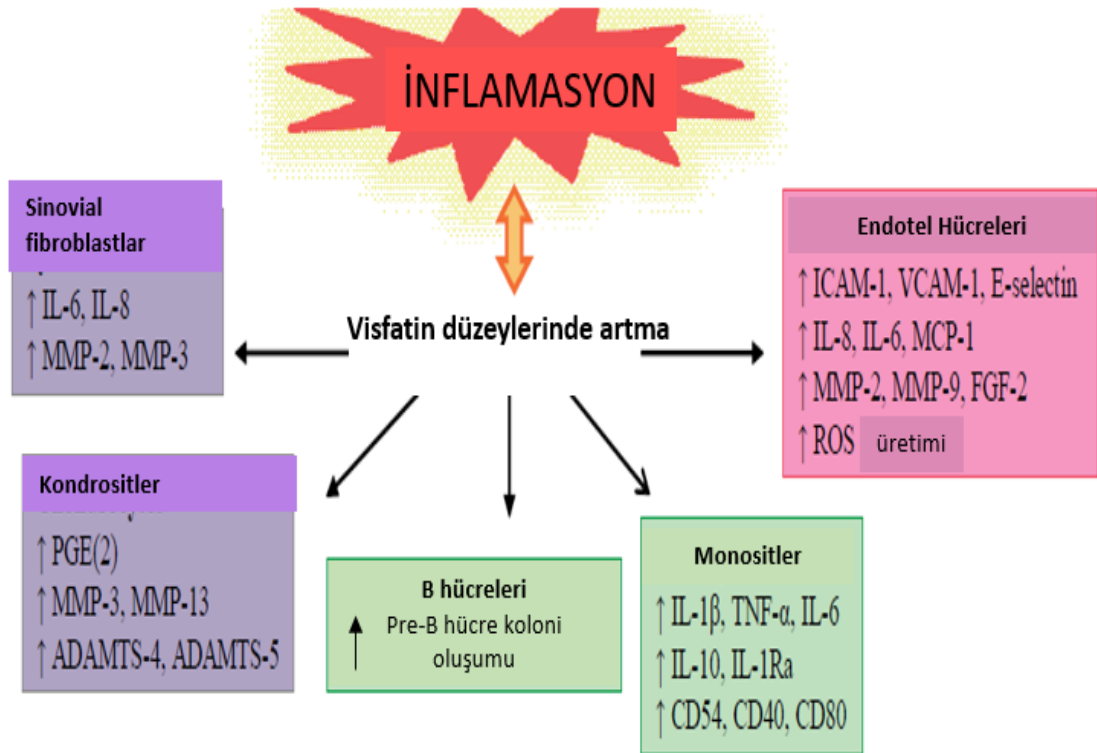 İNFLAMASYON
Sinovial
fibroblastlar
↑ IL-6, IL-8
↑ MMP-2, MMP-3
Visfatin düzeylerinde artma
Endotel Hücreleri
↑ ICAM-1, VCAM-1, E-selectin
↑ IL-8, IL-6, MCP-1
↑ MMP-2, MMP-9, FGF-2
↑ ROS üretimi
Kondrositler
↑ PGE(2)
↑ MMP-3, MMP-13
↑ ADAMTS-4, ADAMTS-5
B hücreleri
↑ Pre-B hücre koloni
oluşumu
Monositler
↑ IL-1β, TNF-α, IL-6
↑ IL-10, IL-1Ra
↑ CD54, CD40, CD80